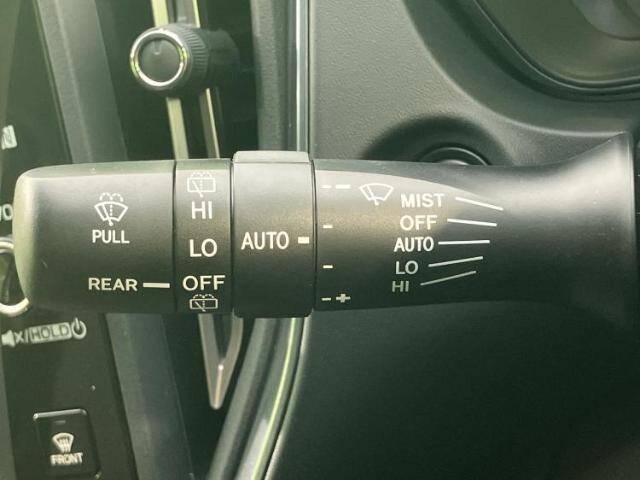 PULL
REAR
HI
LO
OFF
AUTO
- +
MIST
OFF
AUTO
LO
HI
/HOLD
FRONT